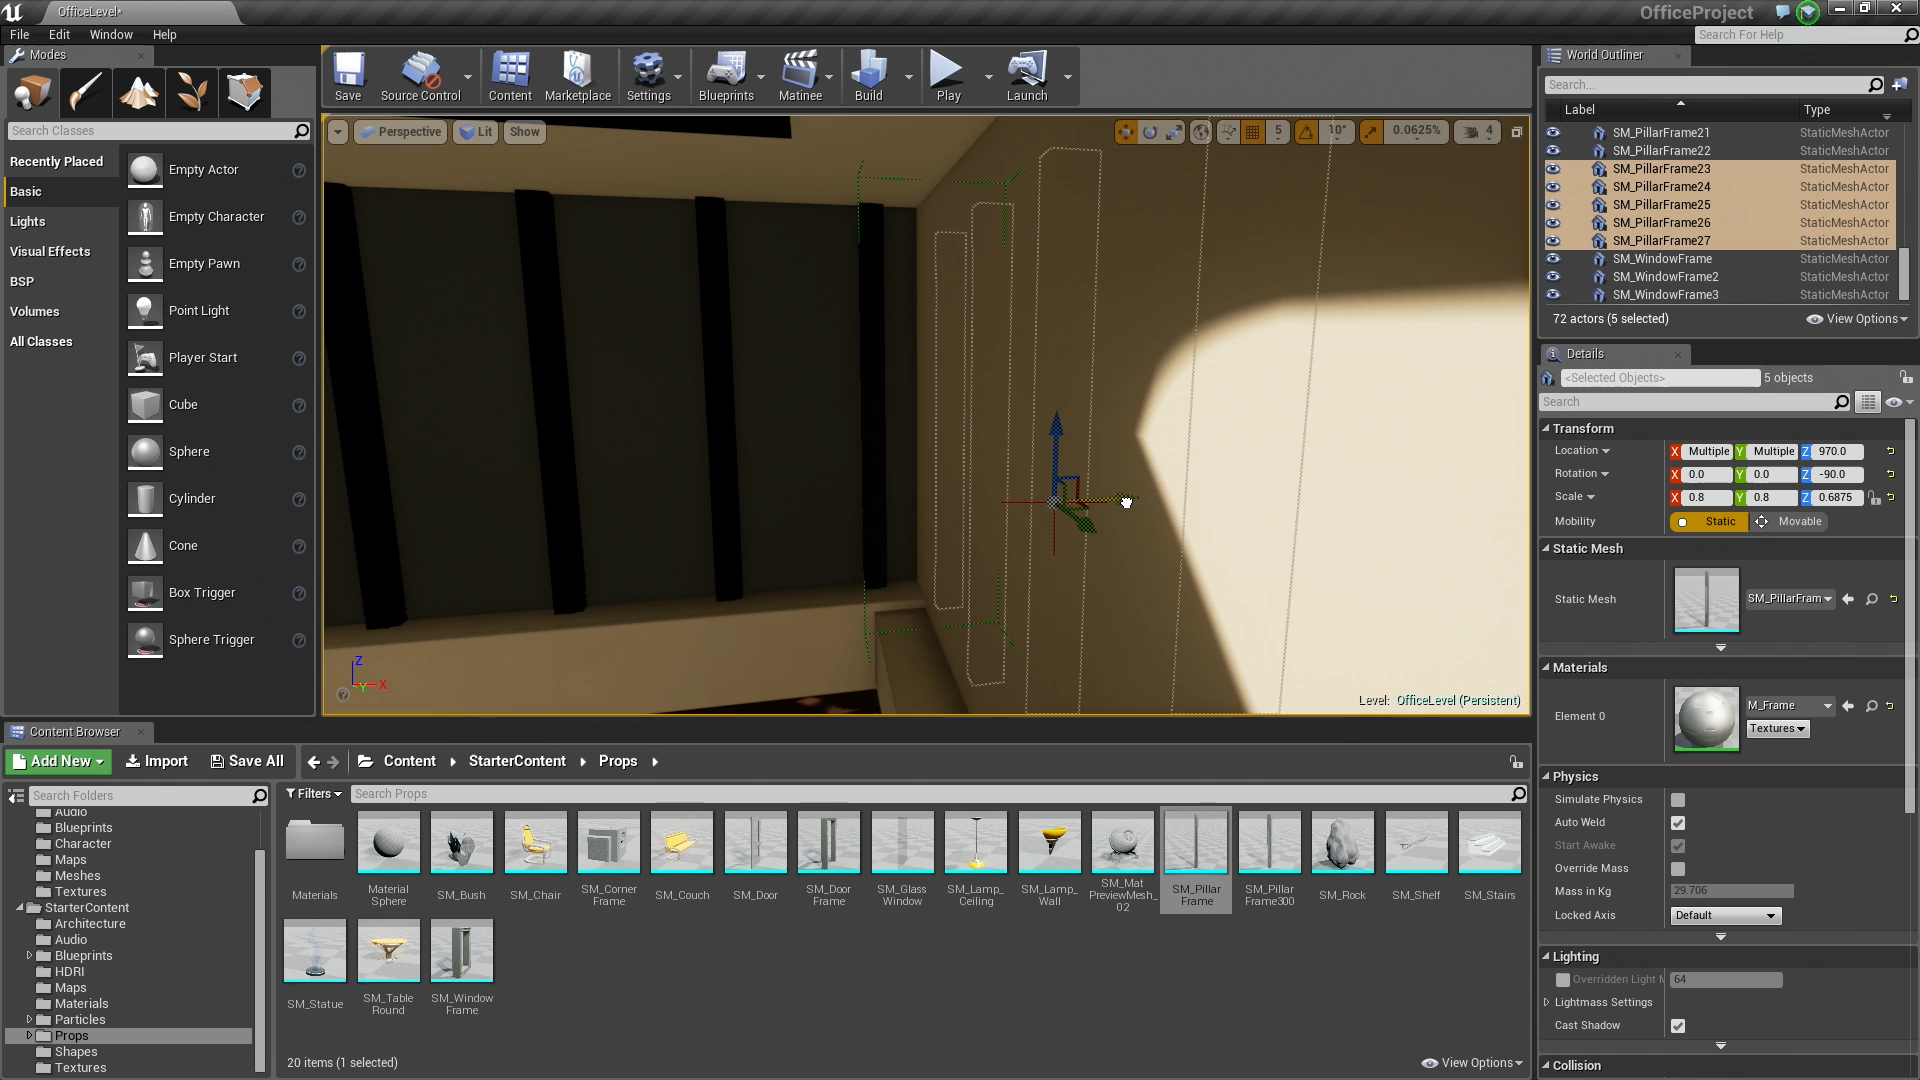 OfficeLevel*
OfficeProject
File Edit Window Help
Search For Help
Modes
Search Classes
Recently Placed
Basic
Lights
Visual Effects
BSP
Volumes
All Classes
Empty Actor
Empty Character
Empty Pawn
Point Light
Player Start
Cube
Sphere
Cylinder
Cone
Box Trigger
Sphere Trigger
Save
Source Control
Content
Marketplace
Settings
Blueprints
Matinee
Build
Play
Launch
Perspective
Lit
Show
5
10°
0.0625%
4
Z
X
Y
Level: OfficeLevel (Persistent)
World Outliner
Search...
Label Type
SM_PillarFrame21 StaticMeshActor
SM_PillarFrame22 StaticMeshActor
SM_PillarFrame23 StaticMeshActor
SM_PillarFrame24 StaticMeshActor
SM_PillarFrame25 StaticMeshActor
SM_PillarFrame26 StaticMeshActor
SM_PillarFrame27 StaticMeshActor
SM_WindowFrame StaticMeshActor
SM_WindowFrame2 StaticMeshActor
SM_WindowFrame3 StaticMeshActor
72 actors (5 selected)
View Options
Details
<Selected Objects> 5 objects
Search
Transform
Location X Multiple Y Multiple Z 970.0
Rotation X 0.0 Y 0.0 Z -90.0
Scale X 0.8 Y 0.8 Z 0.6875
Mobility Static Movable
Static Mesh
Static Mesh SM_PillarFram
Materials
Element 0 M_Frame
Textures
Physics
Simulate Physics
Auto Weld
Start Awake
Override Mass
Mass in Kg 29.706
Locked Axis Default
Lighting
Overridden Light M 64
Lightmass Settings
Cast Shadow
Collision
Content Browser
Add New Import Save All Content StarterContent Props
Search Folders
Filters
Search Props
Audio
Blueprints
Character
Maps
Meshes
Textures
StarterContent
Architecture
Audio
Blueprints
HDRI
Maps
Materials
Particles
Props
Shapes
Textures
Materials
Material Sphere
SM_Bush
SM_Chair
SM_Corner Frame
SM_Couch
SM_Door
SM_Door Frame
SM_Glass Window
SM_Lamp_ Ceiling
SM_Lamp_ Wall
SM_Mat PreviewMesh_ 02
SM_Pillar Frame
SM_Pillar Frame300
SM_Rock
SM_Shelf
SM_Stairs
SM_Statue
SM_Table Round
SM_Window Frame
20 items (1 selected)
View Options